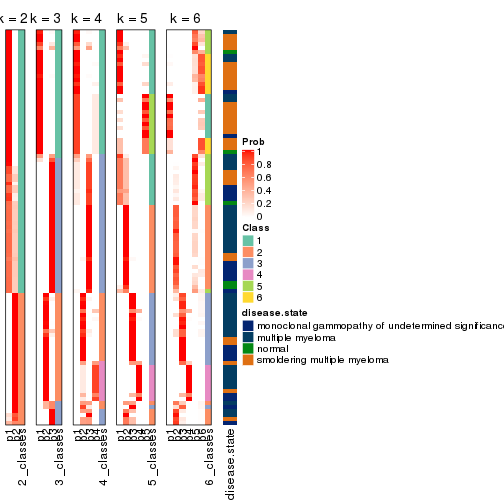 k = 2 k = 3 k = 4 k = 5 k = 6
Prob
1
0.8
0.6
0.4
0.2
0
Class
1
2
3
4
5
6
disease.state
monoclonal gammopathy of undetermined significance
multiple myeloma
normal
smoldering multiple myeloma
p1
p2
2_classes
p1
p2
p3
3_classes
p1
p2
p3
p4
4_classes
p1
p2
p3
p4
p5
5_classes
p1
p2
p3
p4
p5
p6
6_classes
disease.state